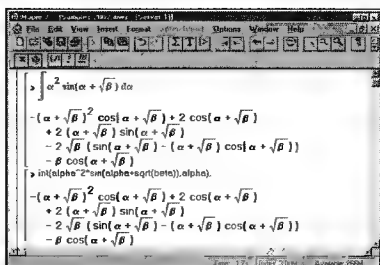 File Edit View Insert Format Options Window Help
> ∫ α² sin(α + √β) dα
-(α + √β)² cos(α + √β) + 2 cos(α + √β)
+ 2 (α + √β) sin(α + √β)
- 2 √β (sin(α + √β) - (α + √β) cos(α + √β))
- β cos(α + √β)
> int(alpha^2*sin(alpha+sqrt(beta)),alpha);
-(α + √β)² cos(α + √β) + 2 cos(α + √β)
+ 2 (α + √β) sin(α + √β)
- 2 √β (sin(α + √β) - (α + √β) cos(α + √β))
- β cos(α + √β)